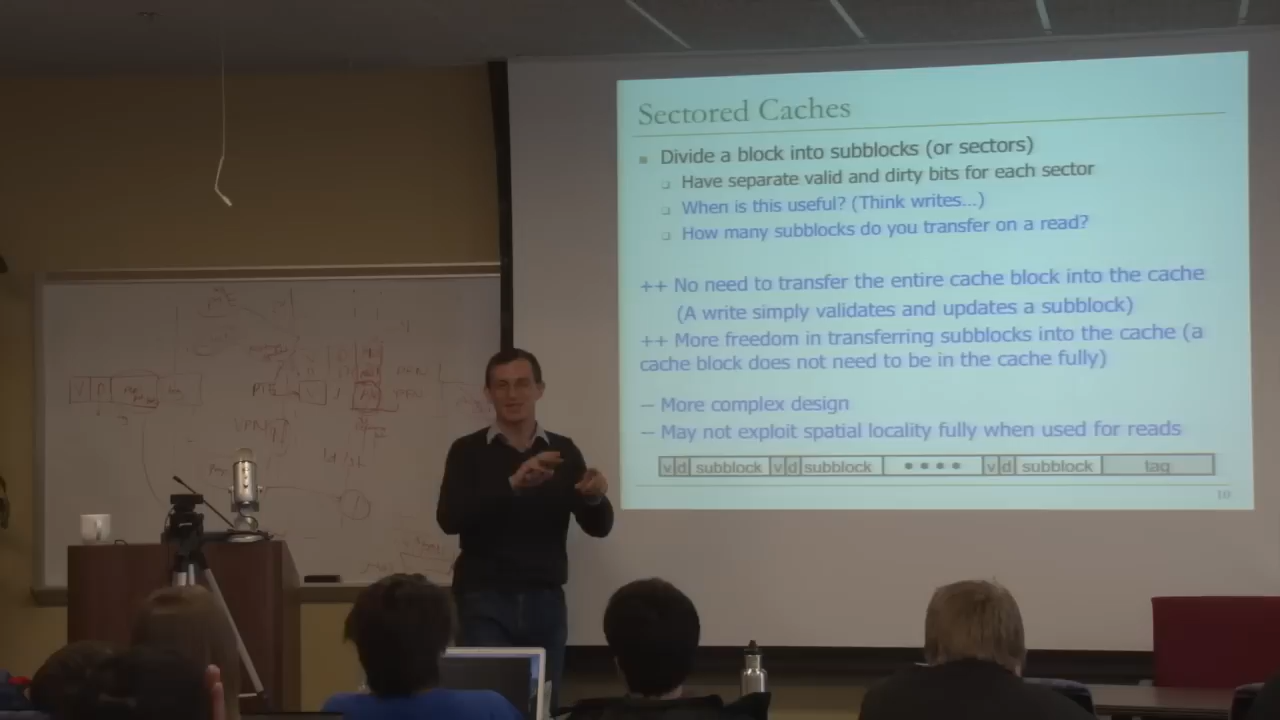 Sectored Caches
■ Divide a block into subblocks (or sectors)
❑ Have separate valid and dirty bits for each sector
❑ When is this useful? (Think writes...)
❑ How many subblocks do you transfer on a read?
++ No need to transfer the entire cache block into the cache
(A write simply validates and updates a subblock)
++ More freedom in transferring subblocks into the cache (a
cache block does not need to be in the cache fully)
-- More complex design
-- May not exploit spatial locality fully when used for reads
v d subblock v d subblock • • • • v d subblock tag
10